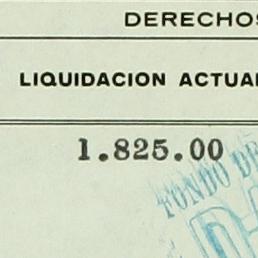 DERECHOS
LIQUIDACION ACTUAL
1.825.00
FONDO DE